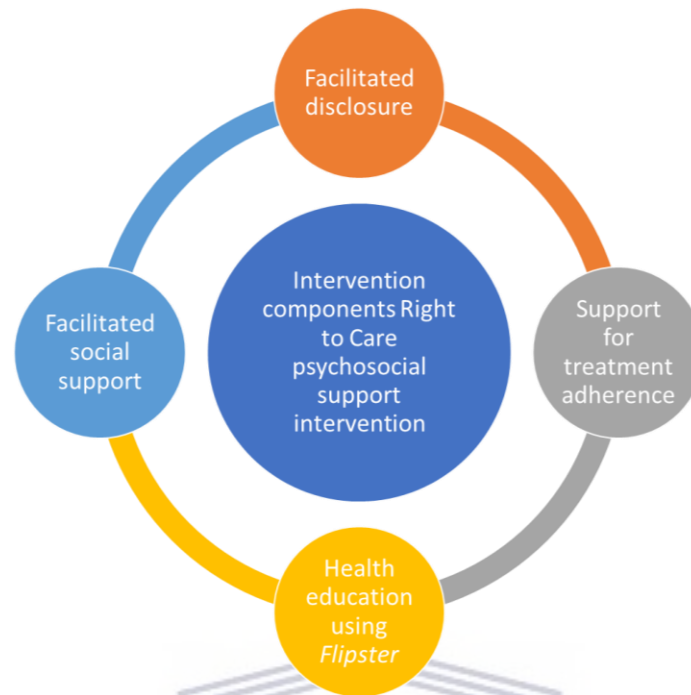 Facilitated
disclosure
Intervention
components Right
to Care
psychosocial
support
intervention
Facilitated
social
support
Support
for
treatment
adherence
Health
education
using
Flipster